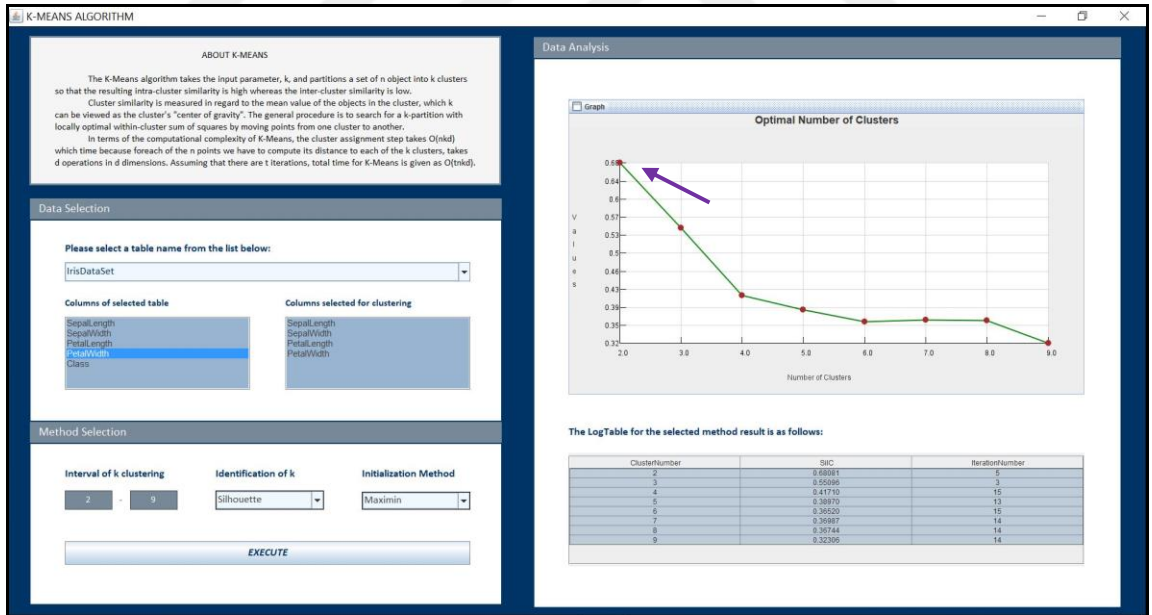 K-MEANS ALGORITHM
ABOUT K-MEANS
The K-Means algorithm takes the input parameter, k, and partitions a set of n object into k clusters
so that the resulting intra-cluster similarity is high whereas the inter-cluster similarity is low.
Cluster similarity is measured in regard to the mean value of the objects in the cluster, which k
can be viewed as the cluster's "center of gravity". The general procedure is to search for a k-partition with
locally optimal within-cluster sum of squares by moving points from one cluster to another.
In terms of the computational complexity of K-Means, the cluster assignment step takes O(nkd)
which time because foreach of the n points we have to compute its distance to each of the k clusters, takes
d operations in d dimensions. Assuming that there are t iterations, total time for K-Means is given as O(tnkd).
Data Selection
Please select a table name from the list below:
IrisDataSet
Columns of selected table
SepalLength
SepalWidth
PetalLength
PetalWidth
Class
Columns selected for clustering
SepalLength
SepalWidth
PetalLength
PetalWidth
Method Selection
Interval of k clustering
2 - 9
Identification of k
Silhouette
Initialization Method
Maximin
EXECUTE
Data Analysis
Graph
Optimal Number of Clusters
Values
0.64
0.6
0.57
0.53
0.5
0.46
0.43
0.39
0.35
0.32
2.0 3.0 4.0 5.0 6.0 7.0 8.0 9.0
Number of Clusters
The LogTable for the selected method result is as follows:
ClusterNumber SilC IterationNumber
2 0.68081 5
3 0.55096 3
4 0.41710 15
5 0.38970 13
6 0.36520 15
7 0.36987 14
8 0.36744 14
9 0.32306 14